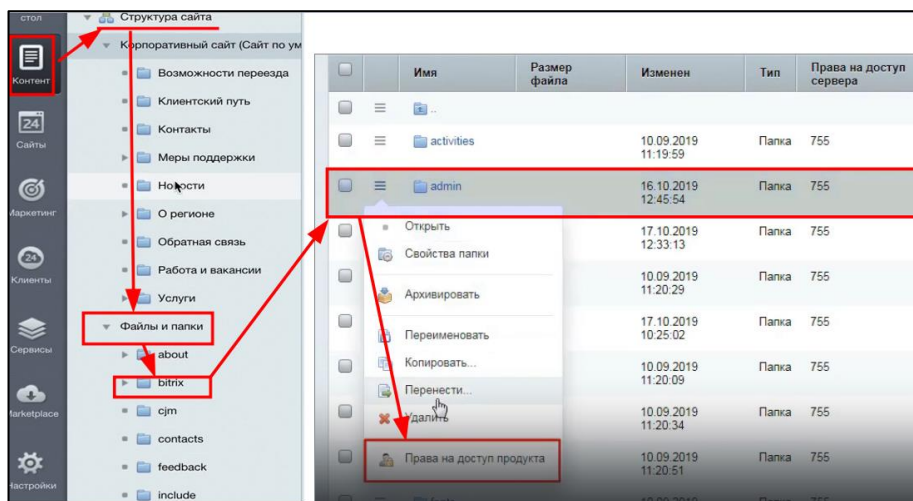 стол
Контент
Сайты
Маркетинг
Клиенты
Сервисы
Marketplace
Настройки
24
24
Структура сайта
Корпоративный сайт (Сайт по ум
Возможности переезда
Клиентский путь
Контакты
Меры поддержки
Новости
О регионе
Обратная связь
Работа и вакансии
Услуги
Файлы и папки
about
bitrix
cjm
contacts
feedback
include
Имя Размер файла Изменен Тип Права на доступ сервера
..
activities 10.09.2019 11:19:59 Папка 755
admin 16.10.2019 12:45:54 Папка 755
17.10.2019 12:33:13 Папка 755
10.09.2019 11:20:29 Папка 755
17.10.2019 10:25:02 Папка 755
10.09.2019 11:20:09 Папка 755
10.09.2019 11:20:34 Папка 755
10.09.2019 11:20:51 Папка 755
Открыть
Свойства папки
Архивировать
Переименовать
Копировать...
Перенести...
Удалить
Права на доступ продукта